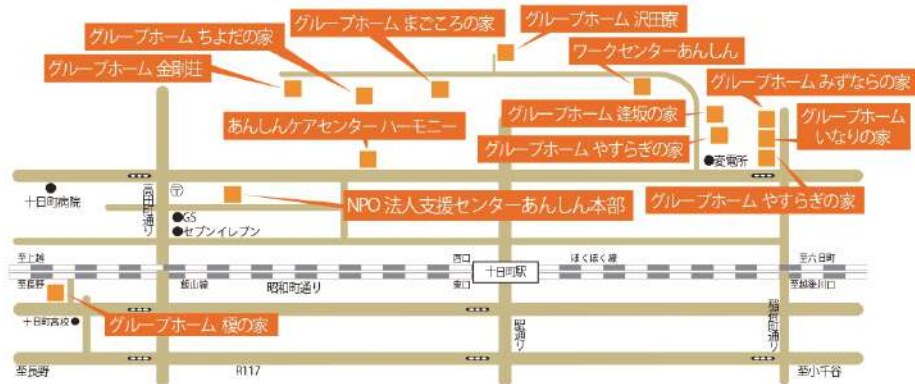 グループホーム 沢田寮
グループホーム まごころの家
グループホーム ちよだの家
ワークセンターあんしん
グループホーム 金剛荘
グループホーム みずならの家
グループホーム 逢坂の家
グループホーム
いなりの家
あんしんケアセンター ハーモニー
グループホーム やすらぎの家
●変電所
十日町病院
高田町通り
〒
NPO 法人支援センターあんしん本部
グループホーム やすらぎの家
●GS
●セブンイレブン
至上越
西口
十日町駅
ほくほく線
至六日町
至長野
飯山線
昭和町通り
東口
至越後川口
十日町高校●
グループホーム 榎の家
駅通り
稲荷町通り
至長野
R117
至小千谷